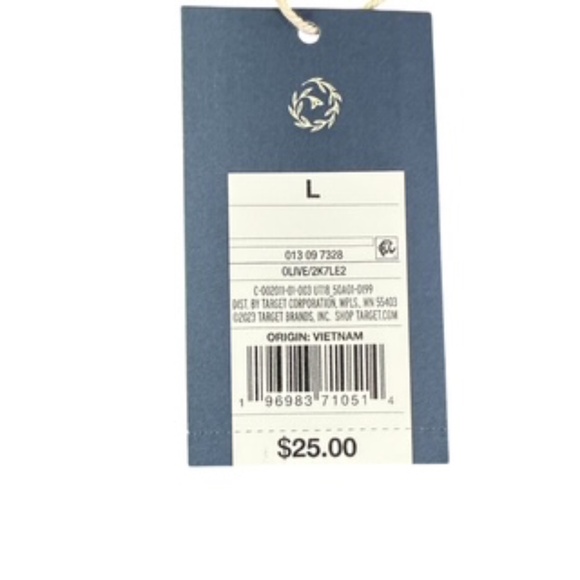 L
013 09 7328
OLIVE/2K7LE2
C-002011-01-003 U118_50A01-0199
DIST. BY TARGET CORPORATION, MPLS., MN 55403
©2023 TARGET BRANDS, INC. SHOP TARGET.COM
ORIGIN: VIETNAM
1 96983 71051 4
$25.00